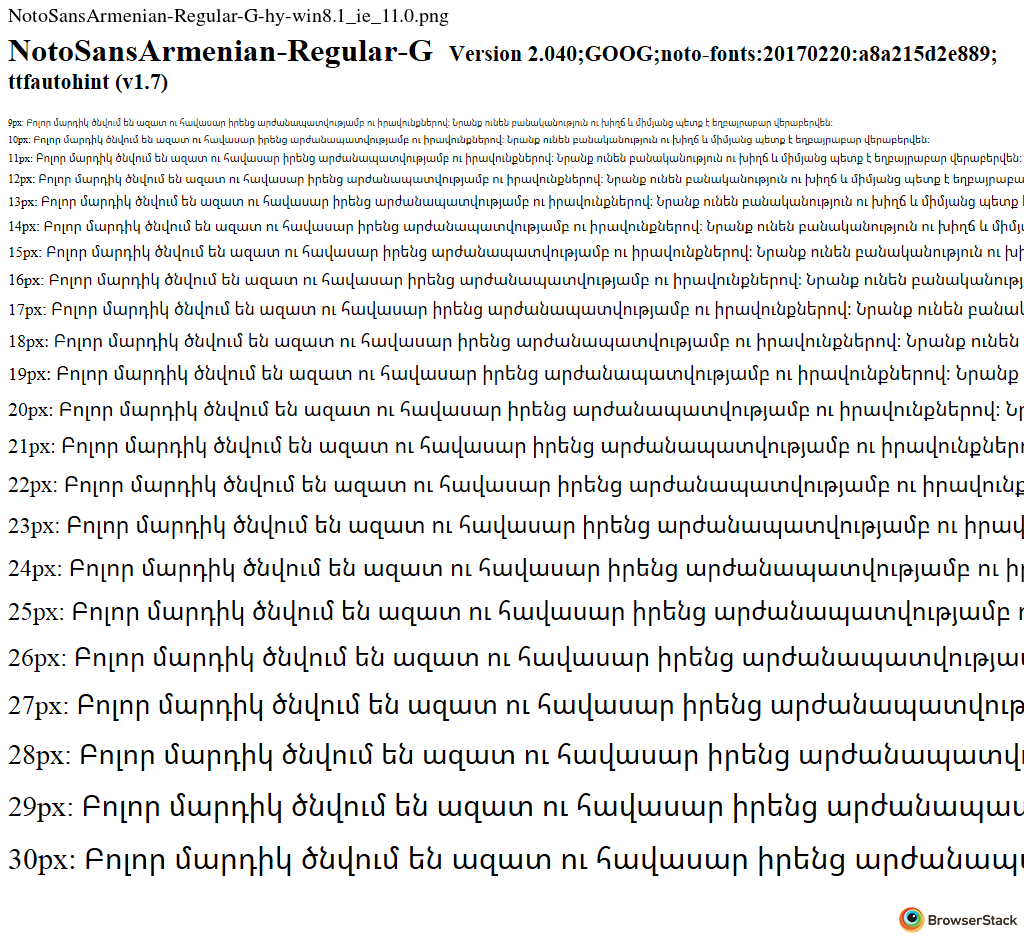 NotoSansArmenian-Regular-G-hy-win8.1_ie_11.0.png
NotoSansArmenian-Regular-G Version 2.040;GOOG;noto-fonts:20170220:a8a215d2e889;
ttfautohint (v1.7)
9px: Բոլոր մարդիկ ծնվում են ազատ ու հավասար իրենց արժանապատվությամբ ու իրավունքներով։ Նրանք ունեն բանականություն ու խիղճ և միմյանց պետք է եղբայրաբար վերաբերվեն։
10px: Բոլոր մարդիկ ծնվում են ազատ ու հավասար իրենց արժանապատվությամբ ու իրավունքներով։ Նրանք ունեն բանականություն ու խիղճ և միմյանց պետք է եղբայրաբար վերաբերվեն։
11px: Բոլոր մարդիկ ծնվում են ազատ ու հավասար իրենց արժանապատվությամբ ու իրավունքներով։ Նրանք ունեն բանականություն ու խիղճ և միմյանց պետք է եղբայրաբար վերաբերվեն։
12px: Բոլոր մարդիկ ծնվում են ազատ ու հավասար իրենց արժանապատվությամբ ու իրավունքներով։ Նրանք ունեն բանականություն ու խիղճ և միմյանց պետք է եղբայրաբա
13px: Բոլոր մարդիկ ծնվում են ազատ ու հավասար իրենց արժանապատվությամբ ու իրավունքներով։ Նրանք ունեն բանականություն ու խիղճ և միմյանց պետք
14px: Բոլոր մարդիկ ծնվում են ազատ ու հավասար իրենց արժանապատվությամբ ու իրավունքներով։ Նրանք ունեն բանականություն ու խիղճ և միմյ
15px: Բոլոր մարդիկ ծնվում են ազատ ու հավասար իրենց արժանապատվությամբ ու իրավունքներով։ Նրանք ունեն բանականություն ու խի
16px: Բոլոր մարդիկ ծնվում են ազատ ու հավասար իրենց արժանապատվությամբ ու իրավունքներով։ Նրանք ունեն բանականությ
17px: Բոլոր մարդիկ ծնվում են ազատ ու հավասար իրենց արժանապատվությամբ ու իրավունքներով։ Նրանք ունեն բանակ
18px: Բոլոր մարդիկ ծնվում են ազատ ու հավասար իրենց արժանապատվությամբ ու իրավունքներով։ Նրանք ունեն
19px: Բոլոր մարդիկ ծնվում են ազատ ու հավասար իրենց արժանապատվությամբ ու իրավունքներով։ Նրանք
20px: Բոլոր մարդիկ ծնվում են ազատ ու հավասար իրենց արժանապատվությամբ ու իրավունքներով։ Նր
21px: Բոլոր մարդիկ ծնվում են ազատ ու հավասար իրենց արժանապատվությամբ ու իրավունքներո
22px: Բոլոր մարդիկ ծնվում են ազատ ու հավասար իրենց արժանապատվությամբ ու իրավունք
23px: Բոլոր մարդիկ ծնվում են ազատ ու հավասար իրենց արժանապատվությամբ ու իրավ
24px: Բոլոր մարդիկ ծնվում են ազատ ու հավասար իրենց արժանապատվությամբ ու իր
25px: Բոլոր մարդիկ ծնվում են ազատ ու հավասար իրենց արժանապատվությամբ
26px: Բոլոր մարդիկ ծնվում են ազատ ու հավասար իրենց արժանապատվությամ
27px: Բոլոր մարդիկ ծնվում են ազատ ու հավասար իրենց արժանապատվութ
28px: Բոլոր մարդիկ ծնվում են ազատ ու հավասար իրենց արժանապատվ
29px: Բոլոր մարդիկ ծնվում են ազատ ու հավասար իրենց արժանապատ
30px: Բոլոր մարդիկ ծնվում են ազատ ու հավասար իրենց արժանապ
BrowserStack